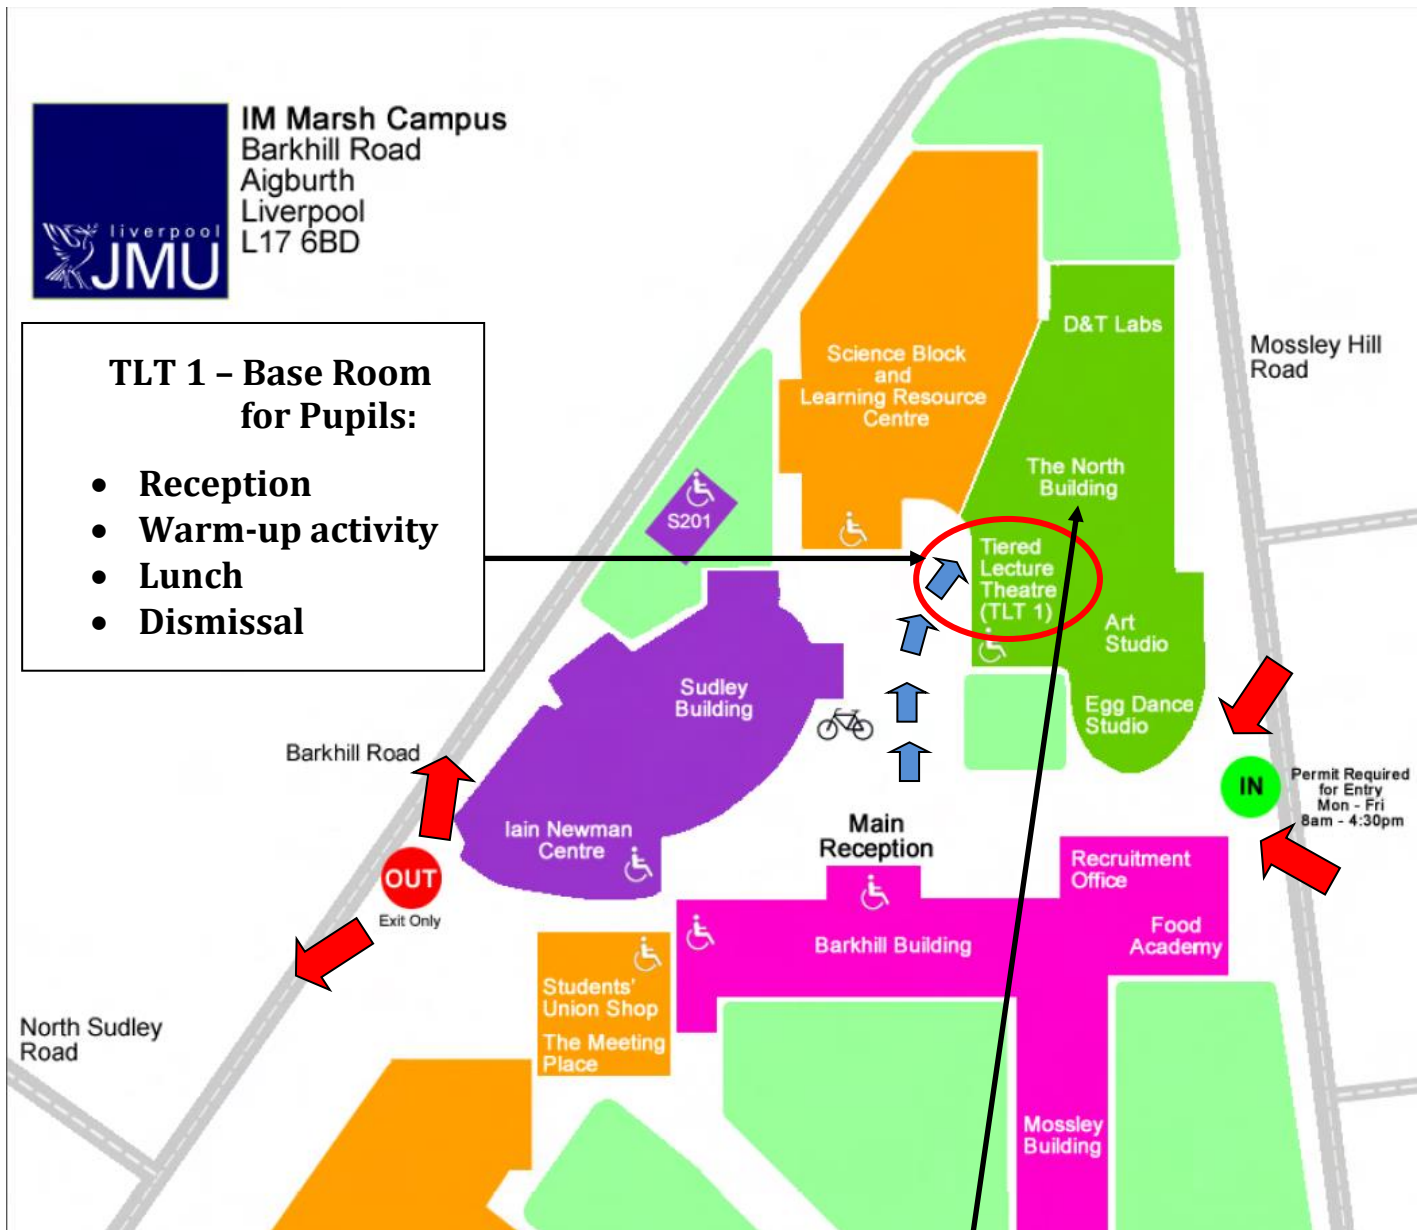 IM Marsh Campus
Barkhill Road
Aigburth
Liverpool
L17 6BD
liverpool
JMU
TLT 1 – Base Room
for Pupils:
• Reception
• Warm-up activity
• Lunch
• Dismissal
D&T Labs
Mossley Hill
Road
Science Block
and
Learning Resource
Centre
The North
Building
S201
Tiered
Lecture
Theatre
(TLT 1)
Art
Studio
Sudley
Building
Egg Dance
Studio
Barkhill Road
IN
Permit Required
for Entry
Mon - Fri
8am - 4:30pm
Iain Newman
Centre
Main
Reception
Recruitment
Office
OUT
Exit Only
Food
Academy
Barkhill Building
Students'
Union Shop
The Meeting
Place
North Sudley
Road
Mossley
Building